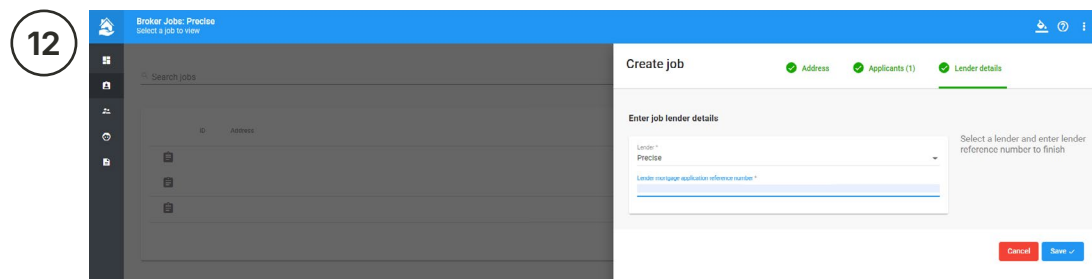 12
Broker Jobs: Precise
Select a job to view
Search jobs
ID Address
Create job
Address Applicants (1) Lender details
Enter job lender details
Lender *
Precise
Lender mortgage application reference number *
Select a lender and enter lender
reference number to finish
Cancel Save